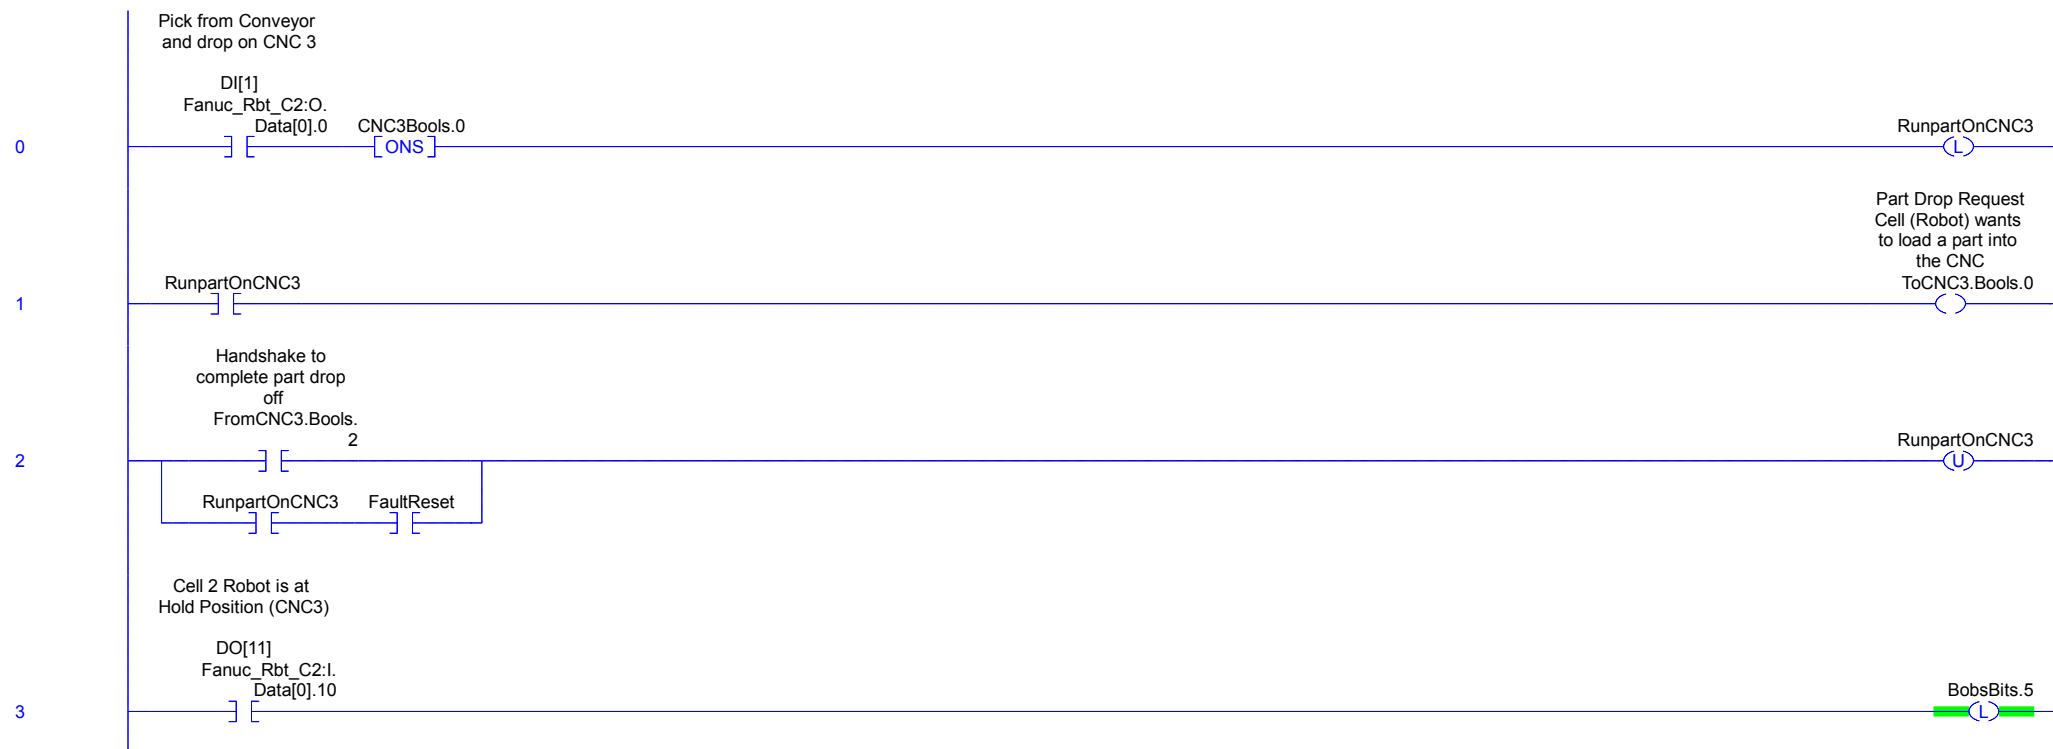 Pick from Conveyor
and drop on CNC 3
DI[1]
Fanuc_Rbt_C2:O.
Data[0].0
CNC3Bools.0
RunpartOnCNC3
0
ONS
L
Part Drop Request
Cell (Robot) wants
to load a part into
the CNC
RunpartOnCNC3
ToCNC3.Bools.0
1
Handshake to
complete part drop
off
FromCNC3.Bools.
2
RunpartOnCNC3
2
U
RunpartOnCNC3
FaultReset
Cell 2 Robot is at
Hold Position (CNC3)
DO[11]
Fanuc_Rbt_C2:I.
Data[0].10
BobsBits.5
3
L